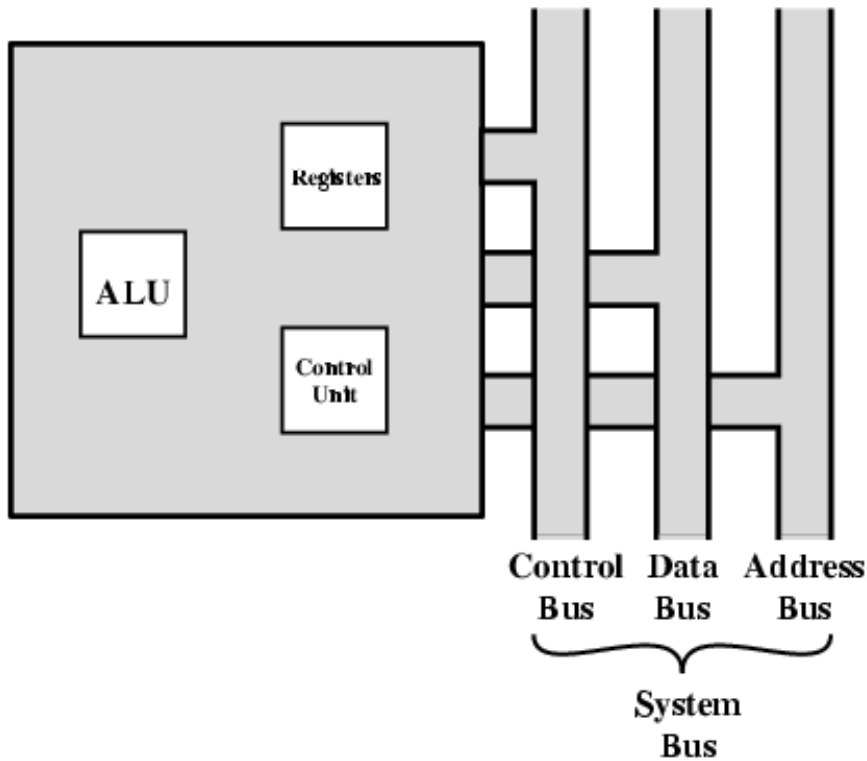 Registers
ALU
Control
Unit
Control Data Address
Bus Bus Bus
System
Bus